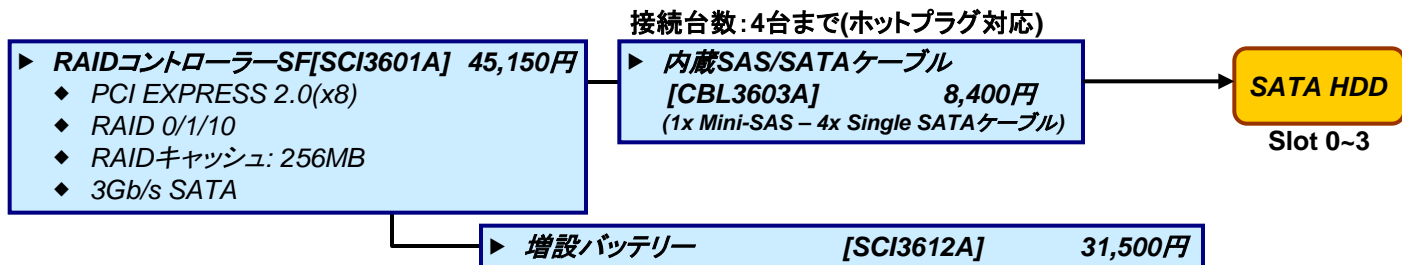 接続台数：4台まで(ホットプラグ対応)
▶ RAIDコントローラーSF[SCI3601A] 45,150円
◆ PCI EXPRESS 2.0(x8)
◆ RAID 0/1/10
◆ RAIDキャッシュ: 256MB
◆ 3Gb/s SATA
▶ 内蔵SAS/SATAケーブル
[CBL3603A] 8,400円
(1x Mini-SAS – 4x Single SATAケーブル)
SATA HDD
Slot 0~3
▶ 増設バッテリー [SCI3612A] 31,500円